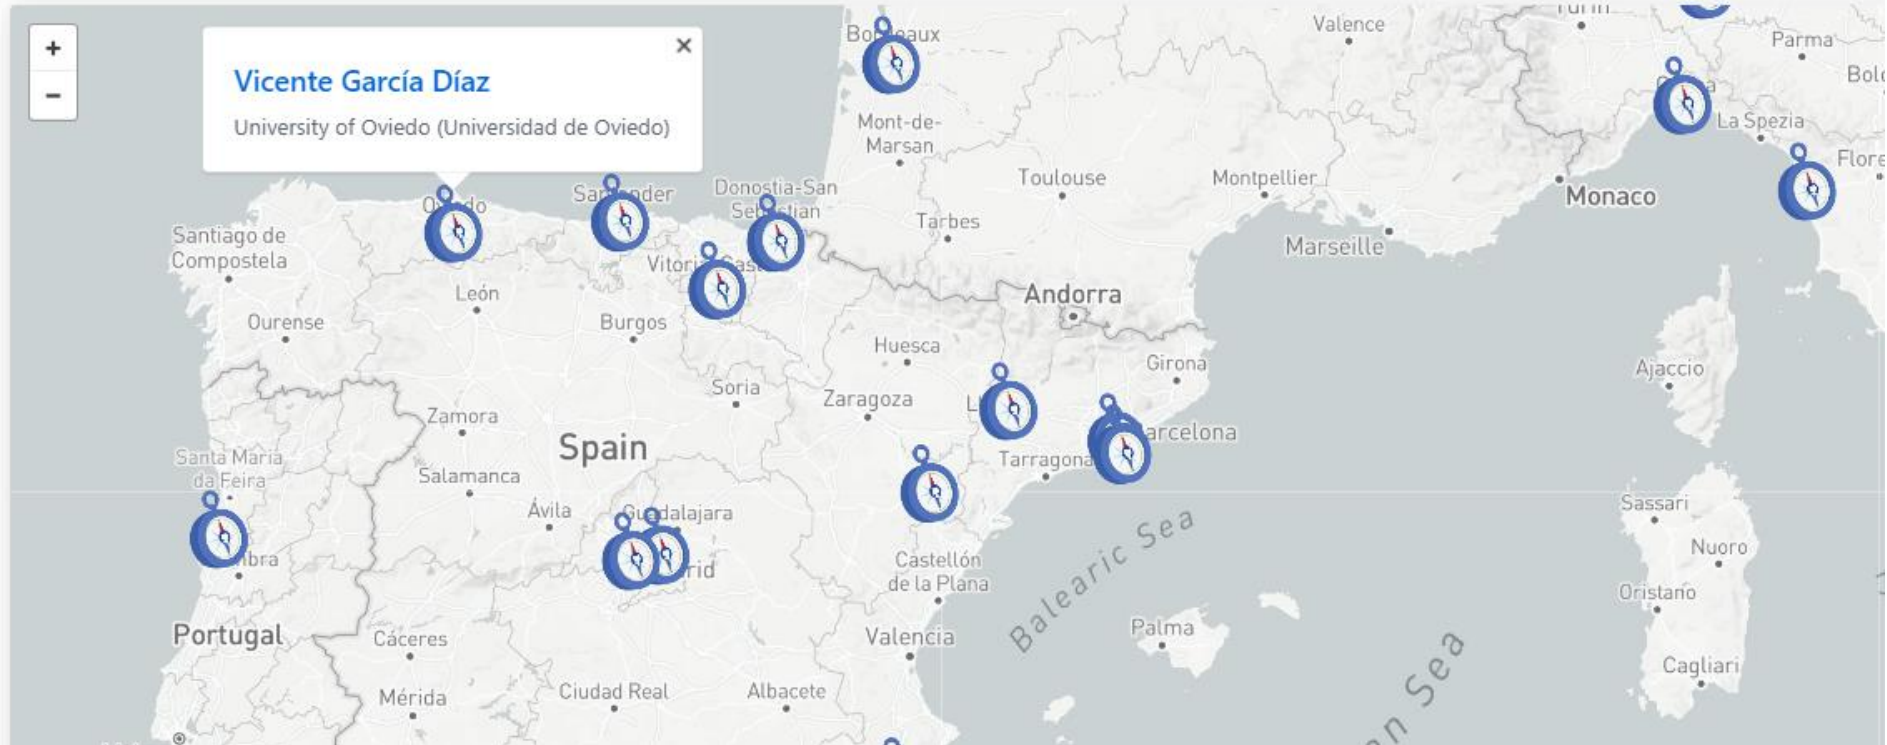 +
−
×
Vicente García Díaz
University of Oviedo (Universidad de Oviedo)
Valence
Parma
Mont-de-
Marsan
La Spezia
Toulouse
Montpellier
Monaco
Donostia-San
Tarbes
Marseille
Santiago de
Compostela
León
Andorra
Ourense
Burgos
Huesca
Girona
Ajaccio
Soria
Zaragoza
Zamora
Spain
Tarragona
Santa Maria
da Feira
Salamanca
Ávila
Sassari
Balearic Sea
Nuoro
Castellón
de la Plana
Oristano
Portugal
Cáceres
Valencia
Palma
Cagliari
Mérida
Ciudad Real
Albacete
Sea